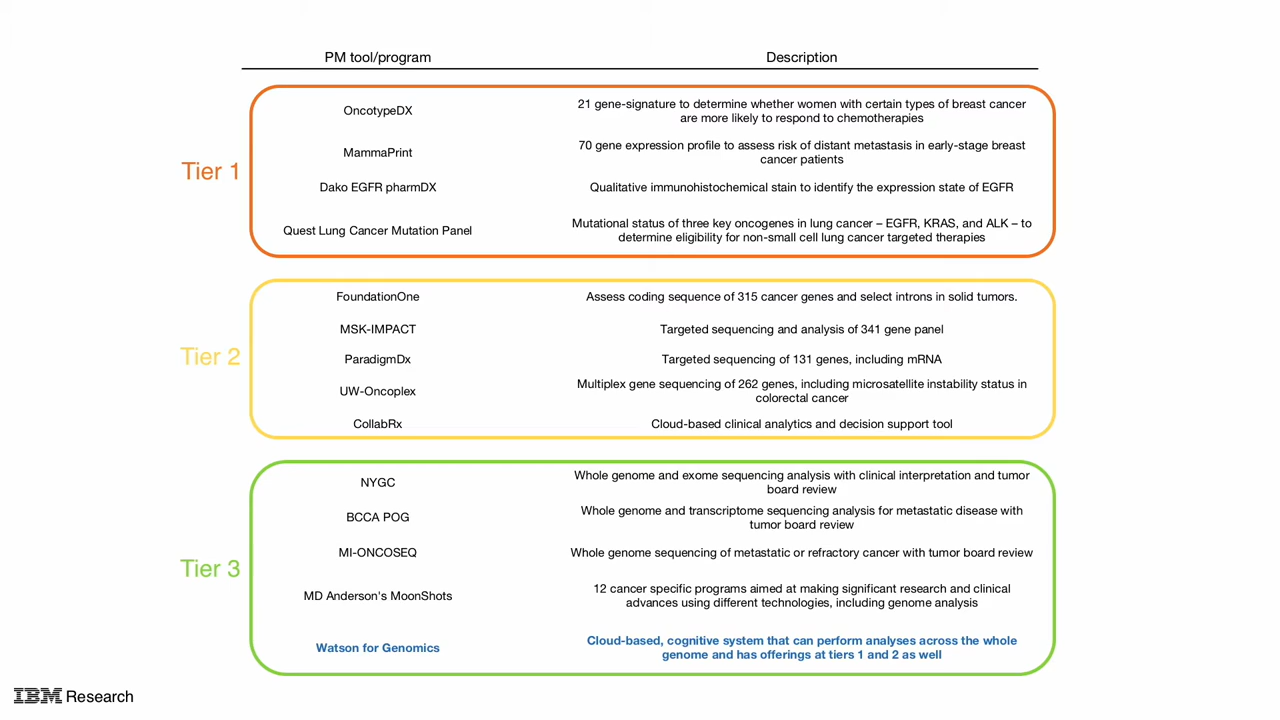 PM tool/program Description
OncotypeDX
21 gene-signature to determine whether women with certain types of breast cancer
are more likely to respond to chemotherapies
MammaPrint
70 gene expression profile to assess risk of distant metastasis in early-stage breast
cancer patients
Tier 1
Dako EGFR pharmDX
Qualitative immunohistochemical stain to identify the expression state of EGFR
Quest Lung Cancer Mutation Panel
Mutational status of three key oncogenes in lung cancer – EGFR, KRAS, and ALK – to
determine eligibility for non-small cell lung cancer targeted therapies
FoundationOne
Assess coding sequence of 315 cancer genes and select introns in solid tumors.
MSK-IMPACT
Targeted sequencing and analysis of 341 gene panel
Tier 2
ParadigmDx
Targeted sequencing of 131 genes, including mRNA
UW-Oncoplex
Multiplex gene sequencing of 262 genes, including microsatellite instability status in
colorectal cancer
CollabRx
Cloud-based clinical analytics and decision support tool
NYGC
Whole genome and exome sequencing analysis with clinical interpretation and tumor
board review
BCCA POG
Whole genome and transcriptome sequencing analysis for metastatic disease with
tumor board review
MI-ONCOSEQ
Whole genome sequencing of metastatic or refractory cancer with tumor board review
Tier 3
MD Anderson's MoonShots
12 cancer specific programs aimed at making significant research and clinical
advances using different technologies, including genome analysis
Watson for Genomics
Cloud-based, cognitive system that can perform analyses across the whole
genome and has offerings at tiers 1 and 2 as well
IBM Research